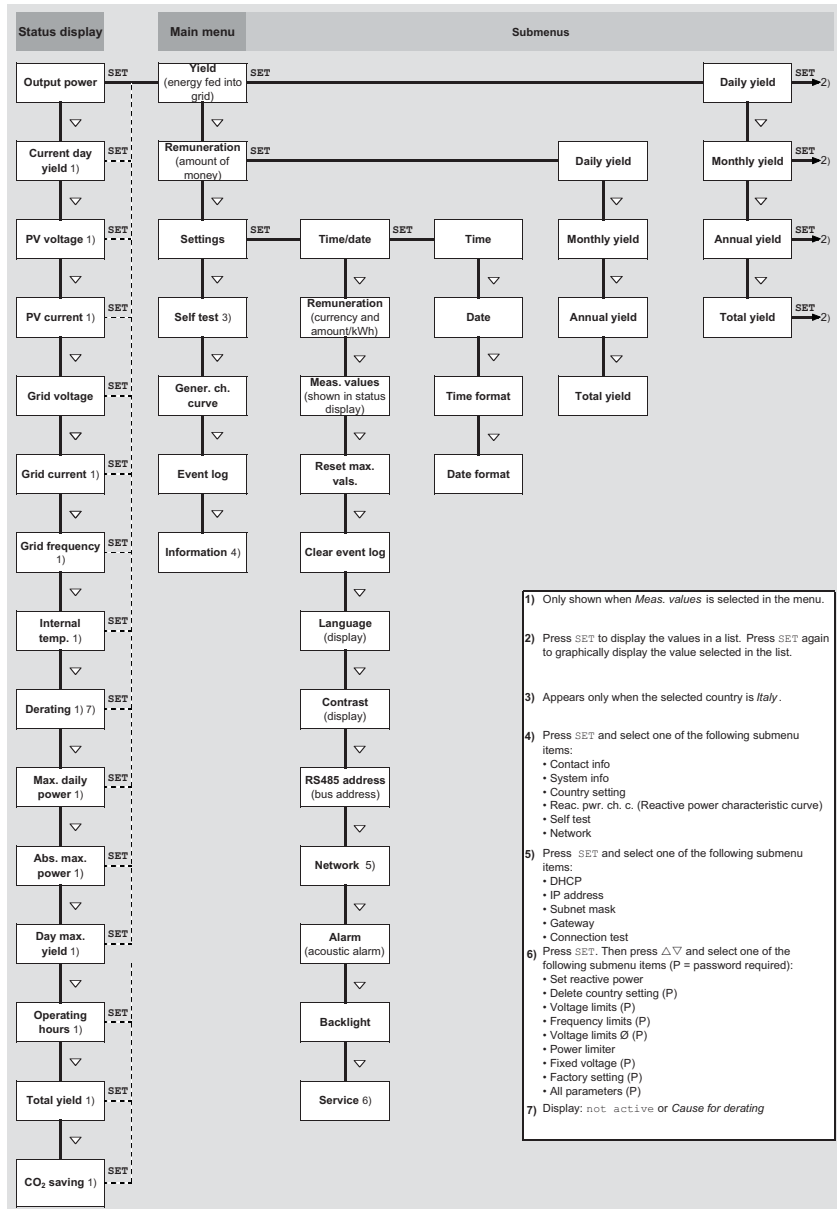 Status display
Main menu
Submenus
Output power
SET
Yield
(energy fed into
grid)
SET
Daily yield
SET
2)
Current day
yield 1)
SET
Remuneration
(amount of
money)
SET
Daily yield
Monthly yield
SET
2)
PV voltage 1)
SET
Settings
SET
Time/date
SET
Time
Monthly yield
Annual yield
SET
2)
PV current 1)
SET
Self test 3)
Remuneration
(currency and
amount/kWh)
Date
Annual yield
Total yield
SET
2)
Grid voltage
SET
Gener. ch.
curve
Meas. values
(shown in status
display)
Time format
Total yield
Grid current 1)
SET
Event log
Reset max.
vals.
Date format
Grid frequency
1)
SET
Information 4)
Clear event log
Internal
temp. 1)
SET
Language
(display)
Derating 1) 7)
SET
Contrast
(display)
Max. daily
power 1)
SET
RS485 address
(bus address)
Abs. max.
power 1)
SET
Network 5)
Day max.
yield 1)
SET
Alarm
(acoustic alarm)
Operating
hours 1)
SET
Backlight
Total yield 1)
SET
Service 6)
CO₂ saving 1)
SET
1) Only shown when Meas. values is selected in the menu.
2) Press SET to display the values in a list. Press SET again
to graphically display the value selected in the list.
3) Appears only when the selected country is Italy.
4) Press SET and select one of the following submenu
items:
• Contact info
• System info
• Country setting
• Reac. pwr. ch. c. (Reactive power characteristic curve)
• Self test
• Network
5) Press SET and select one of the following submenu
items:
• DHCP
• IP address
• Subnet mask
• Gateway
• Connection test
6) Press SET. Then press △▽ and select one of the
following submenu items (P = password required):
• Set reactive power
• Delete country setting (P)
• Voltage limits (P)
• Frequency limits (P)
• Voltage limits Ø (P)
• Power limiter
• Fixed voltage (P)
• Factory setting (P)
• All parameters (P)
7) Display: not active or Cause for derating